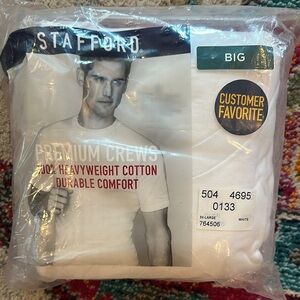 STAFFORD
BIG
CUSTOMER
FAVORITE
PREMIUM CREWS
100% HEAVYWEIGHT COTTON
DURABLE COMFORT
504 4695
0133
WHITE
764506